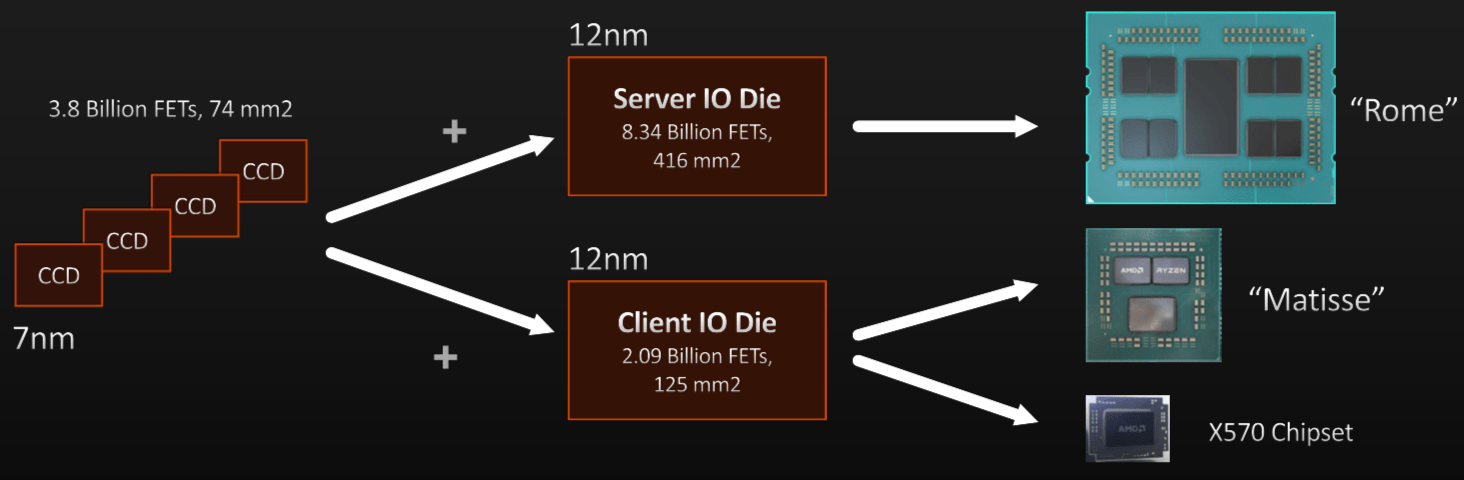 3.8 Billion FETs, 74 mm2
CCD
CCD
CCD
CCD
7nm
+
12nm
Server IO Die
8.34 Billion FETs,
416 mm2
"Rome"
+
12nm
Client IO Die
2.09 Billion FETs,
125 mm2
AMD RYZEN
"Matisse"
AMD
X570 Chipset